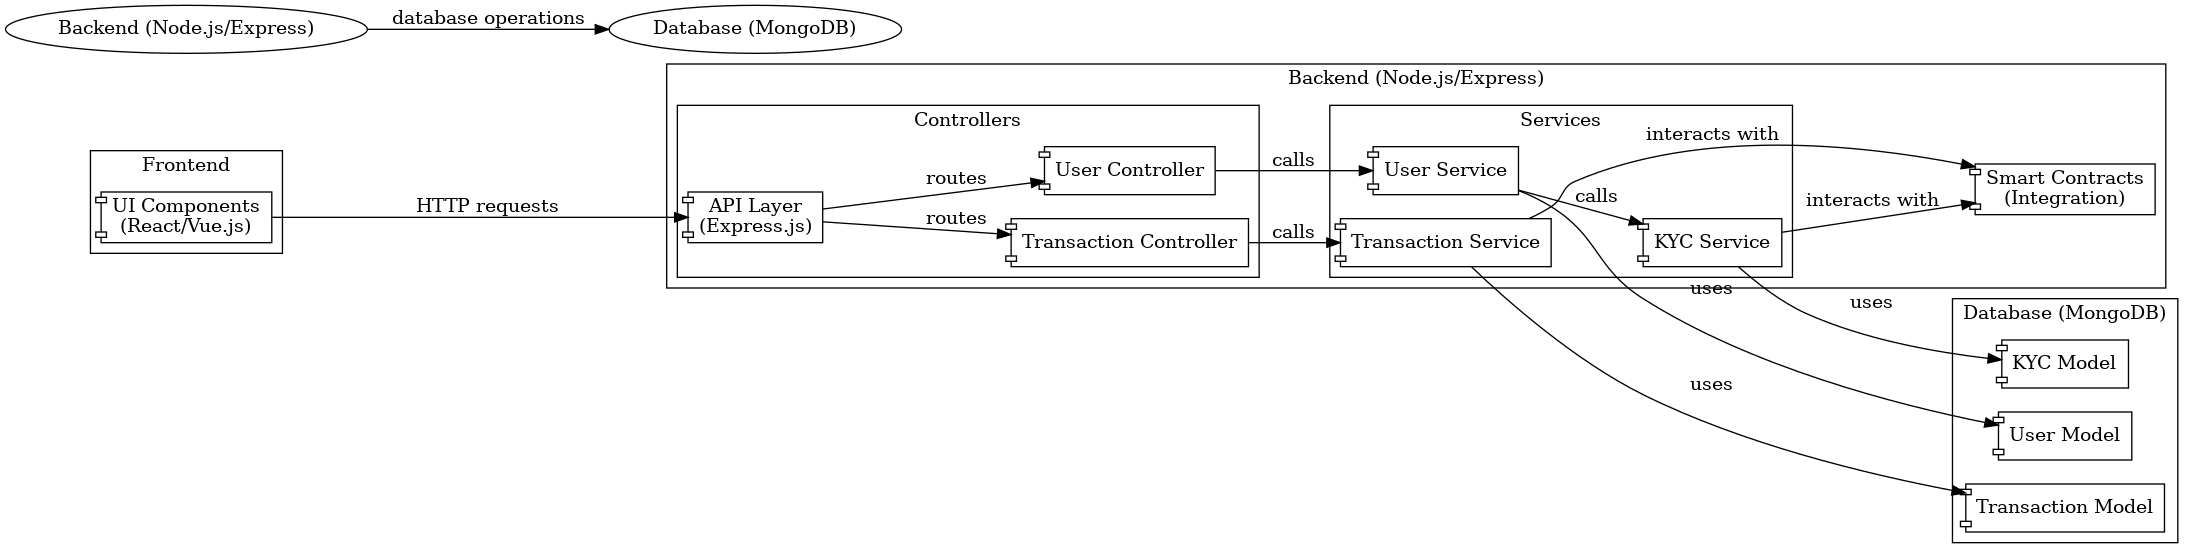 Backend (Node.js/Express)
database operations
Database (MongoDB)
Backend (Node.js/Express)
Controllers
Services
Frontend
UI Components
(React/Vue.js)
HTTP requests
API Layer
(Express.js)
routes
routes
User Controller
Transaction Controller
calls
calls
User Service
Transaction Service
calls
KYC Service
interacts with
interacts with
Smart Contracts
(Integration)
uses
uses
uses
Database (MongoDB)
KYC Model
User Model
Transaction Model